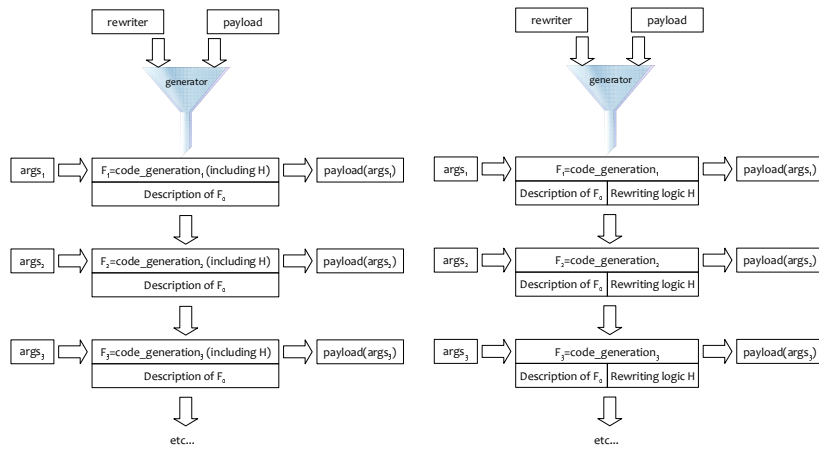 rewriter
payload
generator
args₁
F₁=code_generation₁ (including H)
payload(args₁)
Description of F₀
args₂
F₂=code_generation₂ (including H)
payload(args₂)
Description of F₀
args₃
F₃=code_generation₃ (including H)
payload(args₃)
Description of F₀
etc...
rewriter
payload
generator
args₁
F₁=code_generation₁
payload(args₁)
Description of F₀
Rewriting logic H
args₂
F₂=code_generation₂
payload(args₂)
Description of F₀
Rewriting logic H
args₃
F₃=code_generation₃
payload(args₃)
Description of F₀
Rewriting logic H
etc...